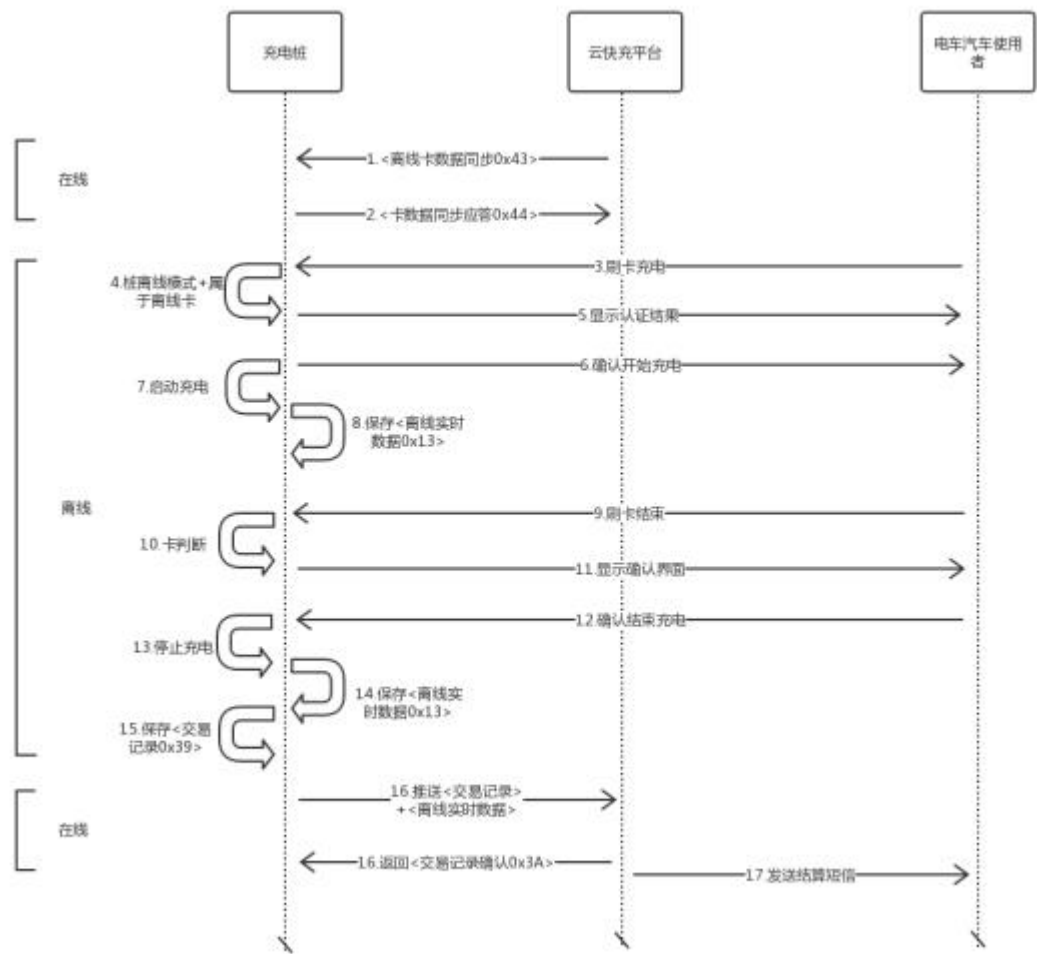 充电桩
云快充平台
电车汽车使用
者
在线
1.<离线卡数据同步0x43>
2.<卡数据同步应答0x44>
离线
3.刷卡充电
4.桩离线模式+属
于离线卡
5.显示认证结果
6.确认开始充电
7.启动充电
8.保存<离线实时
数据0x13>
9.刷卡结束
10.卡判断
11.显示确认界面
12.确认结束充电
13.停止充电
14.保存<离线实
时数据0x13>
15.保存<交易
记录0x39>
在线
16.推送<交易记录>
+<离线实时数据>
16.返回<交易记录确认0x3A>
17.发送结算短信